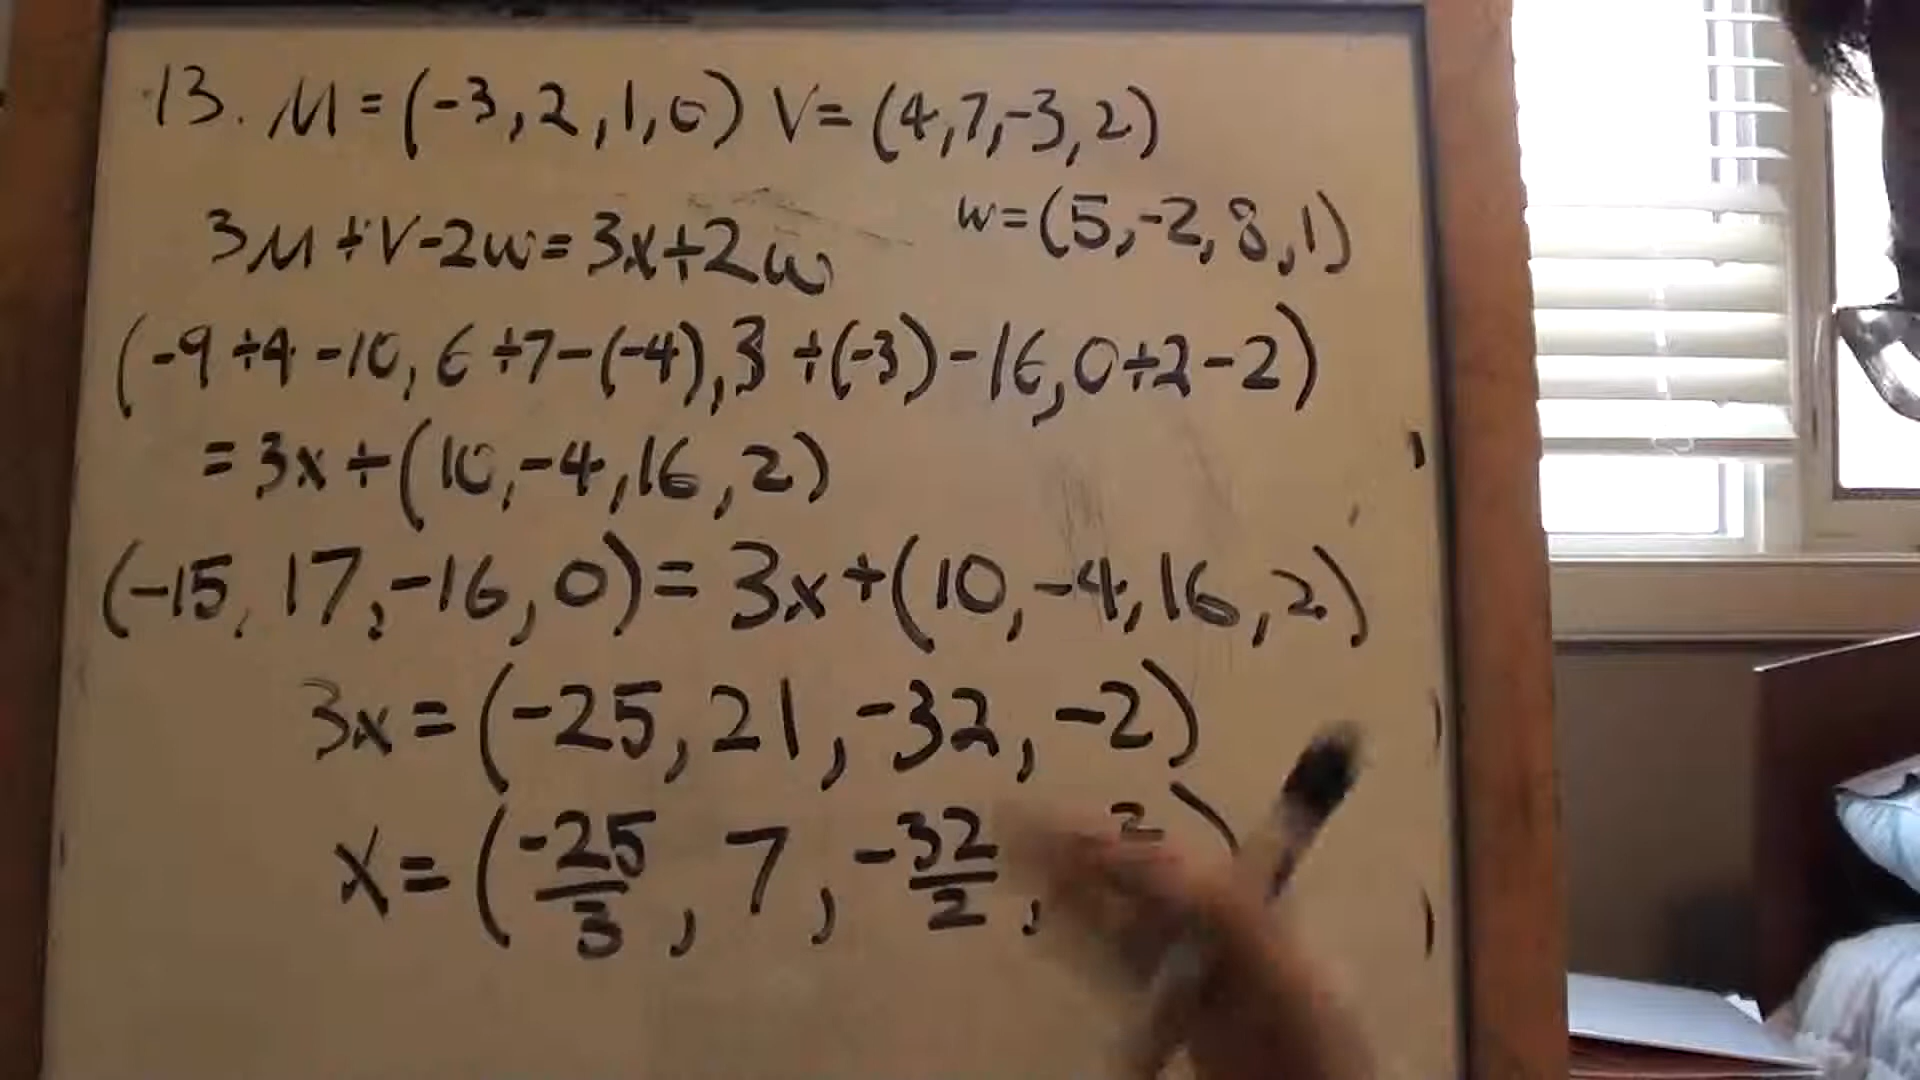 13. M = (-3, 2, 1, 0) V = (4, 7, -3, 2)
w = (5, -2, 8, 1)
3M + V - 2w = 3x + 2w
(-9 + 4 - 10, 6 + 7 - (-4), 3 + (-3) - 16, 0 + 2 - 2)
= 3x + (10, -4, 16, 2)
(-15, 17, -16, 0) = 3x + (10, -4, 16, 2)
3x = (-25, 21, -32, -2)
x = (-25/3, 7, -32/2, 2)